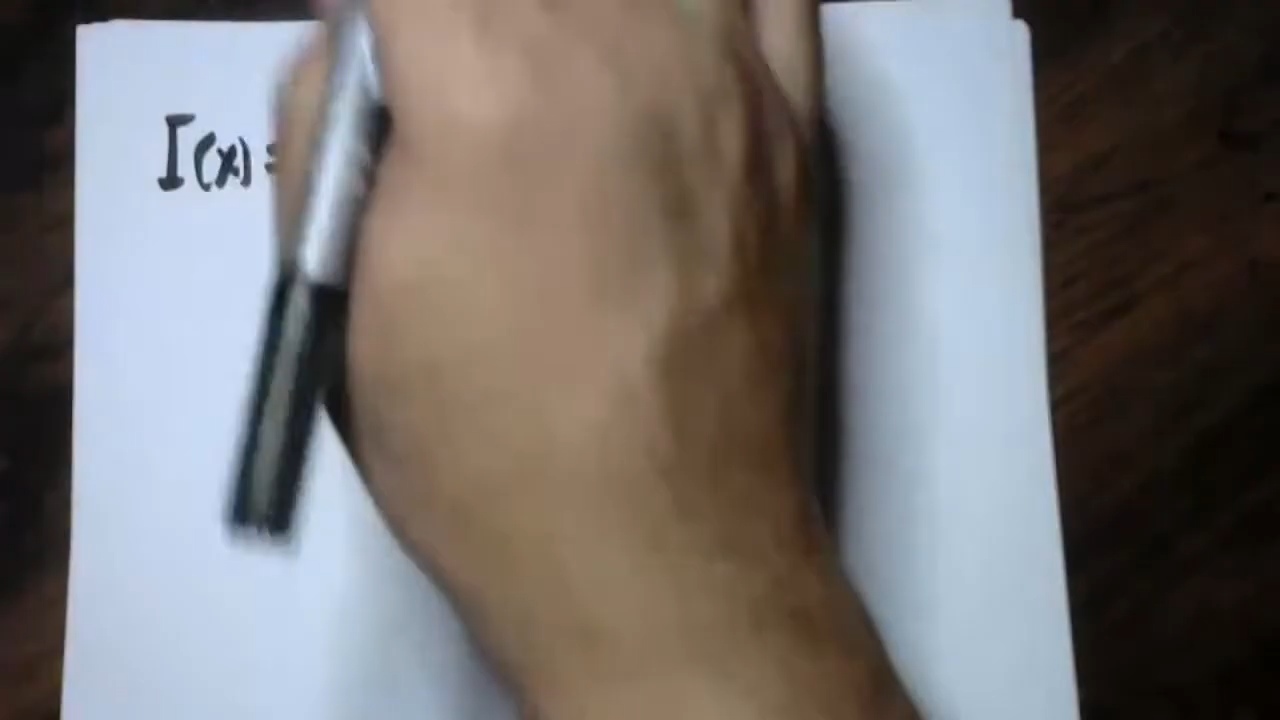 I(x) =